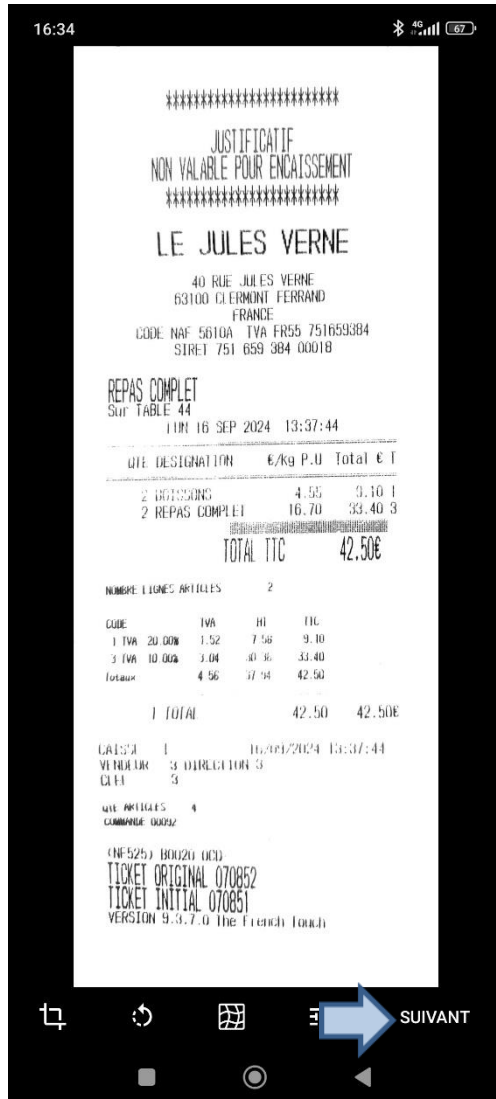 16:34 4G 67
************************
JUSTIFICATIF
NON VALABLE POUR ENCAISSEMENT
************************
LE JULES VERNE
40 RUE JULES VERNE
63100 CLERMONT FERRAND
FRANCE
CODE NAF 5610A TVA FR55 751659384
SIRET 751 659 384 00018
REPAS COMPLET
Sur TABLE 44
LUN 16 SEP 2024 13:37:44
QTE DESIGNATION €/kg P.U Total € T
2 BOISSONS 4.55 9.10 1
2 REPAS COMPLET 16.70 33.40 3
TOTAL TTC 42.50€
NOMBRE LIGNES ARTICLES 2
CODE TVA HT TTC
1 TVA 20.00% 1.52 7.58 9.10
3 TVA 10.00% 3.04 30.36 33.40
Totaux 4.56 37.94 42.50
1 TOTAL 42.50 42.50€
CAISSE 1 16/09/2024 13:37:44
VENDEUR 3 DIRECTION 3
CLEF 3
QTE ARTICLES 4
COMMANDE 00092
(NF525)
TICKET ORIGINAL 070852
TICKET INITIAL 070851
VERSION 9.3.7.0 The French Touch
SUIVANT